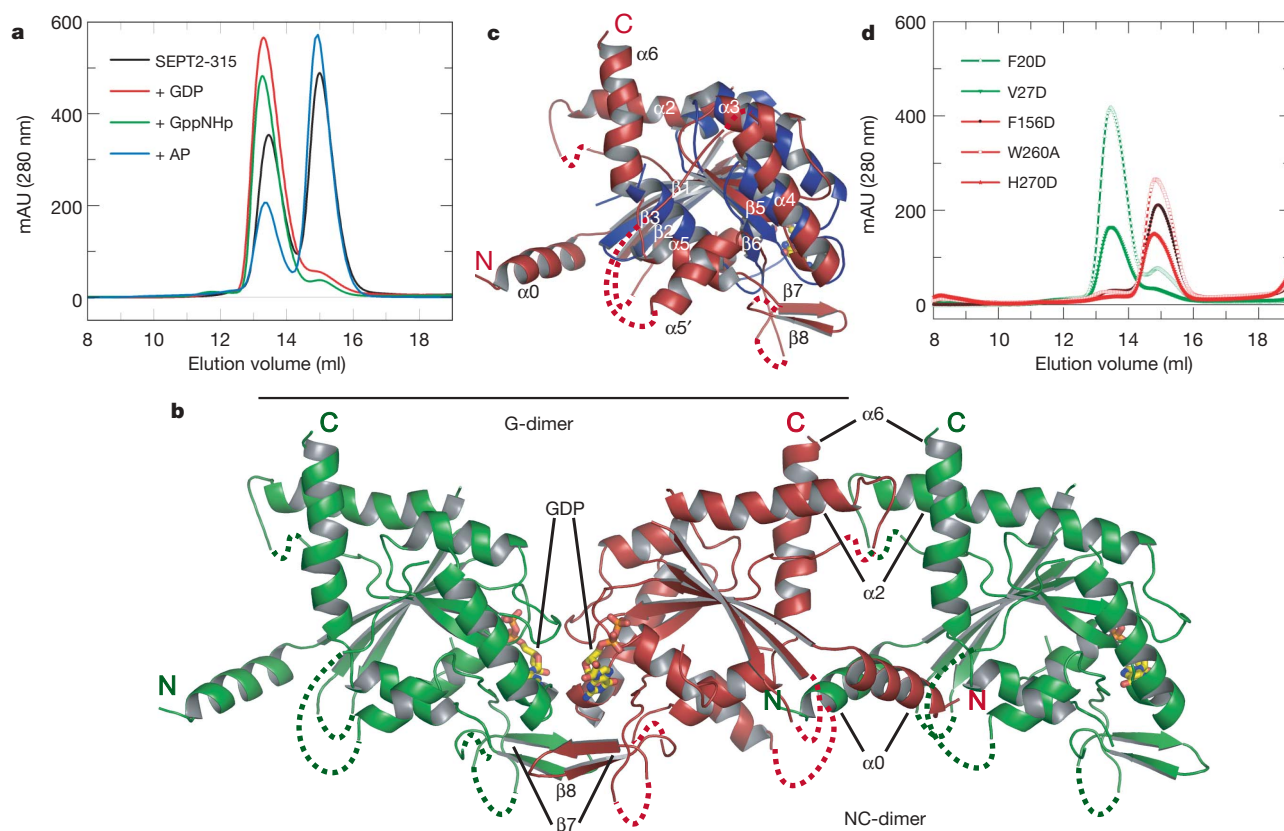 a
600
400
200
0
mAU (280 nm)
SEPT2-315
+ GDP
+ GppNHp
+ AP
8 10 12 14 16 18
Elution volume (ml)
c
C
α6
α2
α3
β1
β3
β2
α5
β5
α4
β6
N
α0
α5′
β7
β8
d
600
400
200
0
mAU (280 nm)
F20D
V27D
F156D
W260A
H270D
8 10 12 14 16 18
Elution volume (ml)
b
G-dimer
C
C
α6
C
GDP
α2
N
N
N
α0
β8
β7
NC-dimer